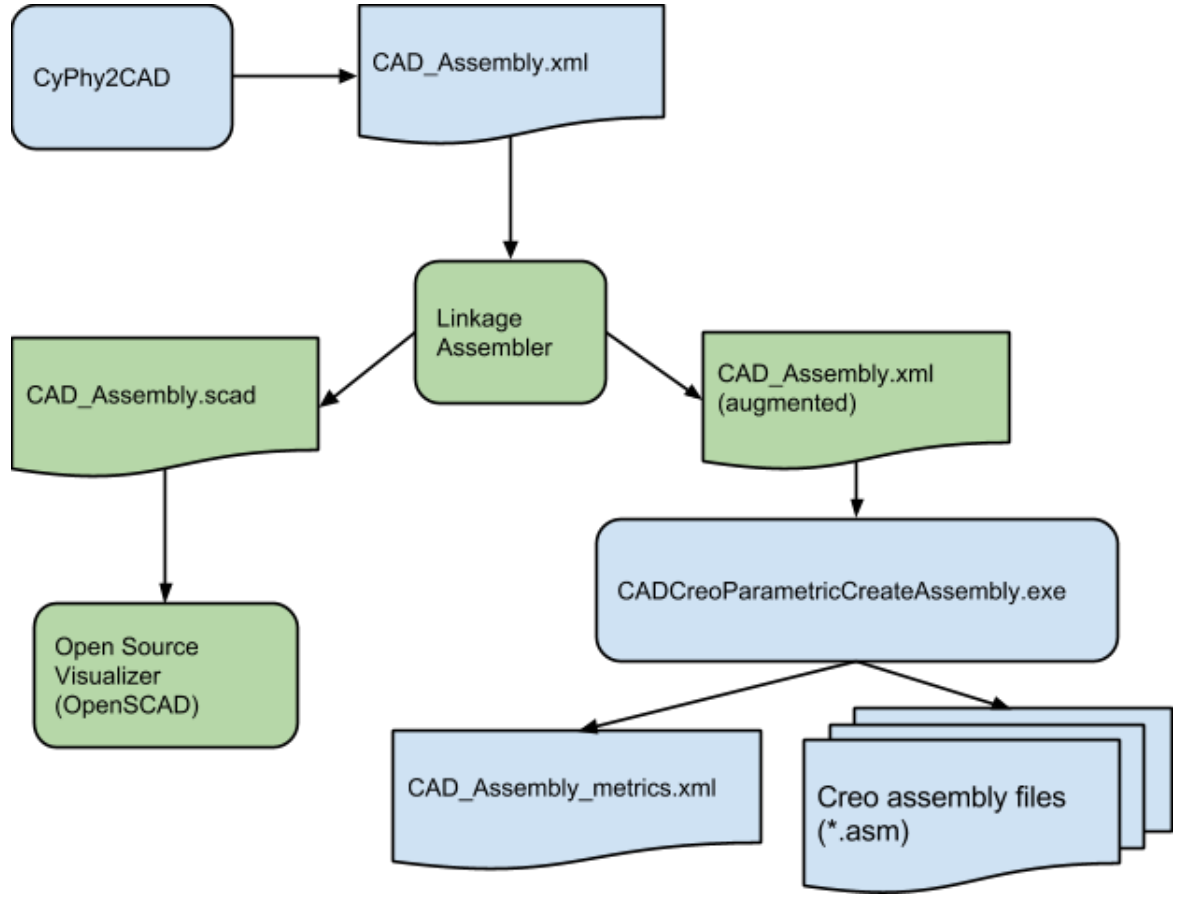 CyPhy2CAD
CAD_Assembly.xml
Linkage
Assembler
CAD_Assembly.scad
CAD_Assembly.xml
(augmented)
CADCreoParametricCreateAssembly.exe
Open Source
Visualizer
(OpenSCAD)
CAD_Assembly_metrics.xml
Creo assembly files
(*.asm)